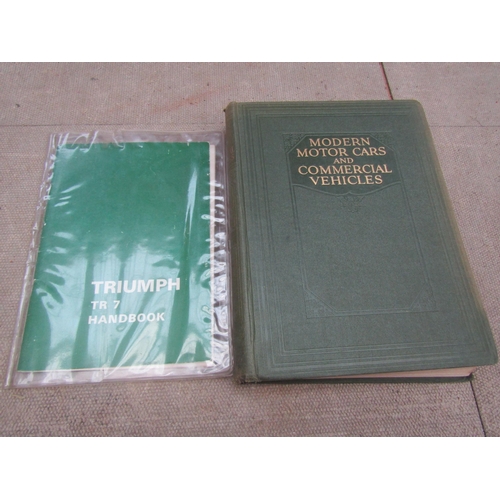 TRIUMPH
TR 7
HANDBOOK
MODERN
MOTOR CARS
AND
COMMERCIAL
VEHICLES